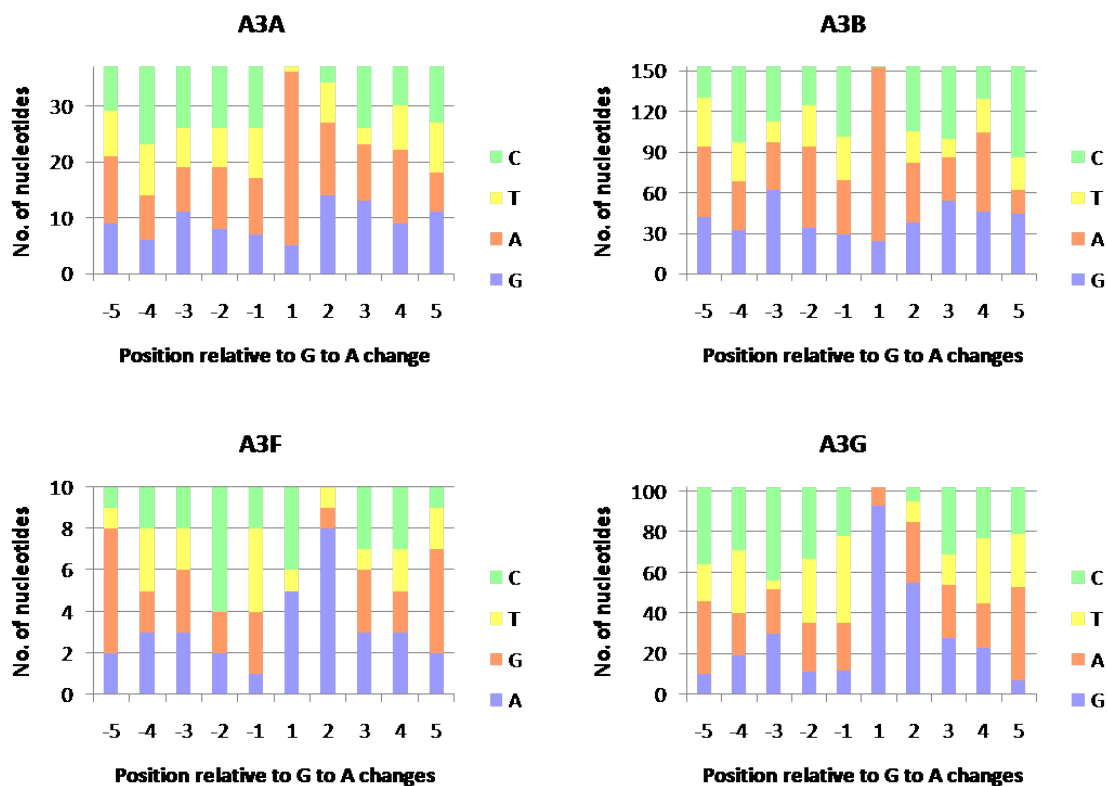 A3A
No. of nucleotides
30
20
10
0
-5 -4 -3 -2 -1 1 2 3 4 5
Position relative to G to A change
C
T
A
G
A3B
No. of nucleotides
150
120
90
60
30
0
-5 -4 -3 -2 -1 1 2 3 4 5
Position relative to G to A changes
C
T
A
G
A3F
No. of nucleotides
10
8
6
4
2
0
-5 -4 -3 -2 -1 1 2 3 4 5
Position relative to G to A changes
C
T
G
A
A3G
No. of nucleotides
100
80
60
40
20
0
-5 -4 -3 -2 -1 1 2 3 4 5
Position relative to G to A changes
C
T
A
G